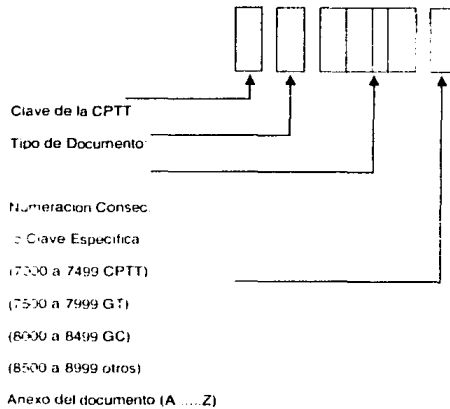 Clave de la CPTT
Tipo de Documento
Numeracion Consec.
o Clave Especifica
(7000 a 7499 CPTT)
(7500 a 7999 GT)
(8000 a 8499 GC)
(8500 a 8999 otros)
Anexo del documento (A .....Z)